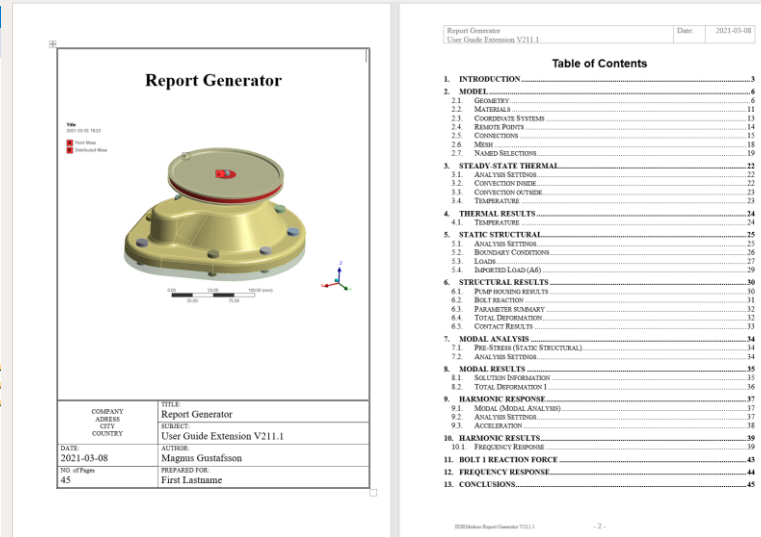 Report Generator
Title
2021-03-05 19:23
A Point Mass
B Distributed Mass
0.00 50.00 100.00 (mm)
25.00 75.00
COMPANY
ADRESS
CITY
COUNTRY
TITLE:
Report Generator
SUBJECT:
User Guide Extension V211.1
DATE:
2021-03-08
AUTHOR:
Magnus Gustafsson
NO. of Pages
45
PREPARED FOR:
First Lastname
Report Generator
User Guide Extension V211.1
Date: 2021-03-08
Table of Contents
1. INTRODUCTION 3
2. MODEL 6
2.1. GEOMETRY 6
2.2. MATERIALS 11
2.3. COORDINATE SYSTEMS 13
2.4. REMOTE POINTS 14
2.5. CONNECTIONS 15
2.6. MESH 18
2.7. NAMED SELECTIONS 19
3. STEADY-STATE THERMAL 22
3.1. ANALYSIS SETTINGS 22
3.2. CONVECTION INSIDE 22
3.3. CONVECTION OUTSIDE 23
3.4. TEMPERATURE 23
4. THERMAL RESULTS 24
4.1. TEMPERATURE 24
5. STATIC STRUCTURAL 25
5.1. ANALYSIS SETTINGS 25
5.2. BOUNDARY CONDITIONS 26
5.3. LOADS 27
5.4. IMPORTED LOAD (A6) 29
6. STRUCTURAL RESULTS 30
6.1. PUMP HOUSING RESULTS 30
6.2. BOLT REACTION 31
6.3. PARAMETER SUMMARY 32
6.4. TOTAL DEFORMATION 32
6.5. CONTACT RESULTS 33
7. MODAL ANALYSIS 34
7.1. PRE-STRESS (STATIC STRUCTURAL) 34
7.2. ANALYSIS SETTINGS 34
8. MODAL RESULTS 35
8.1. SOLUTION INFORMATION 35
8.2. TOTAL DEFORMATION 1 36
9. HARMONIC RESPONSE 37
9.1. MODAL (MODAL ANALYSIS) 37
9.2. ANALYSIS SETTINGS 37
9.3. ACCELERATION 38
10. HARMONIC RESULTS 39
10.1. FREQUENCY RESPONSE 39
11. BOLT 1 REACTION FORCE 43
12. FREQUENCY RESPONSE 44
13. CONCLUSIONS 45
Report Generator V211.1
- 2 -